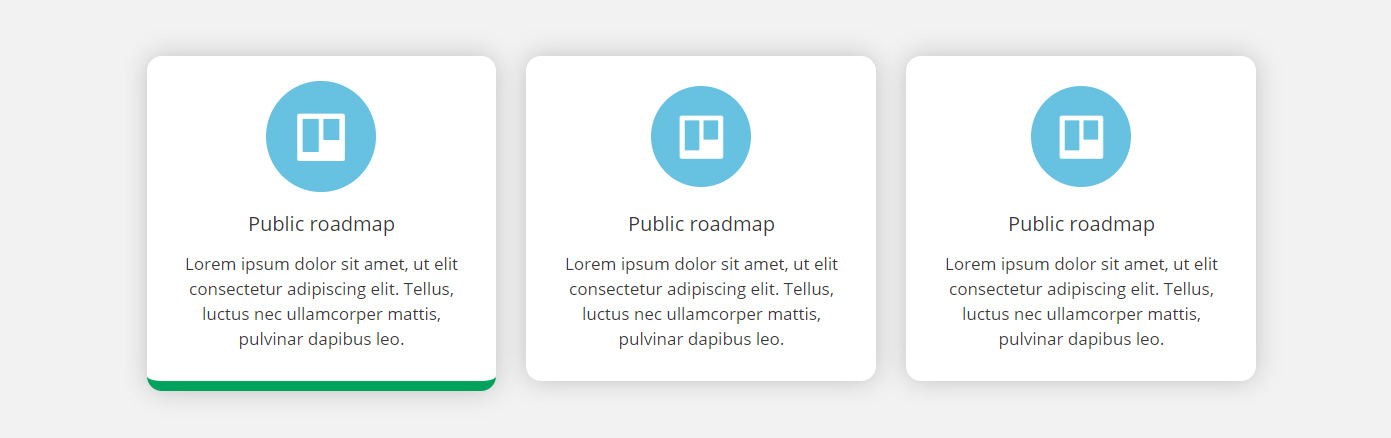 Public roadmap
Lorem ipsum dolor sit amet, ut elit
consectetur adipiscing elit. Tellus,
luctus nec ullamcorper mattis,
pulvinar dapibus leo.
Public roadmap
Lorem ipsum dolor sit amet, ut elit
consectetur adipiscing elit. Tellus,
luctus nec ullamcorper mattis,
pulvinar dapibus leo.
Public roadmap
Lorem ipsum dolor sit amet, ut elit
consectetur adipiscing elit. Tellus,
luctus nec ullamcorper mattis,
pulvinar dapibus leo.